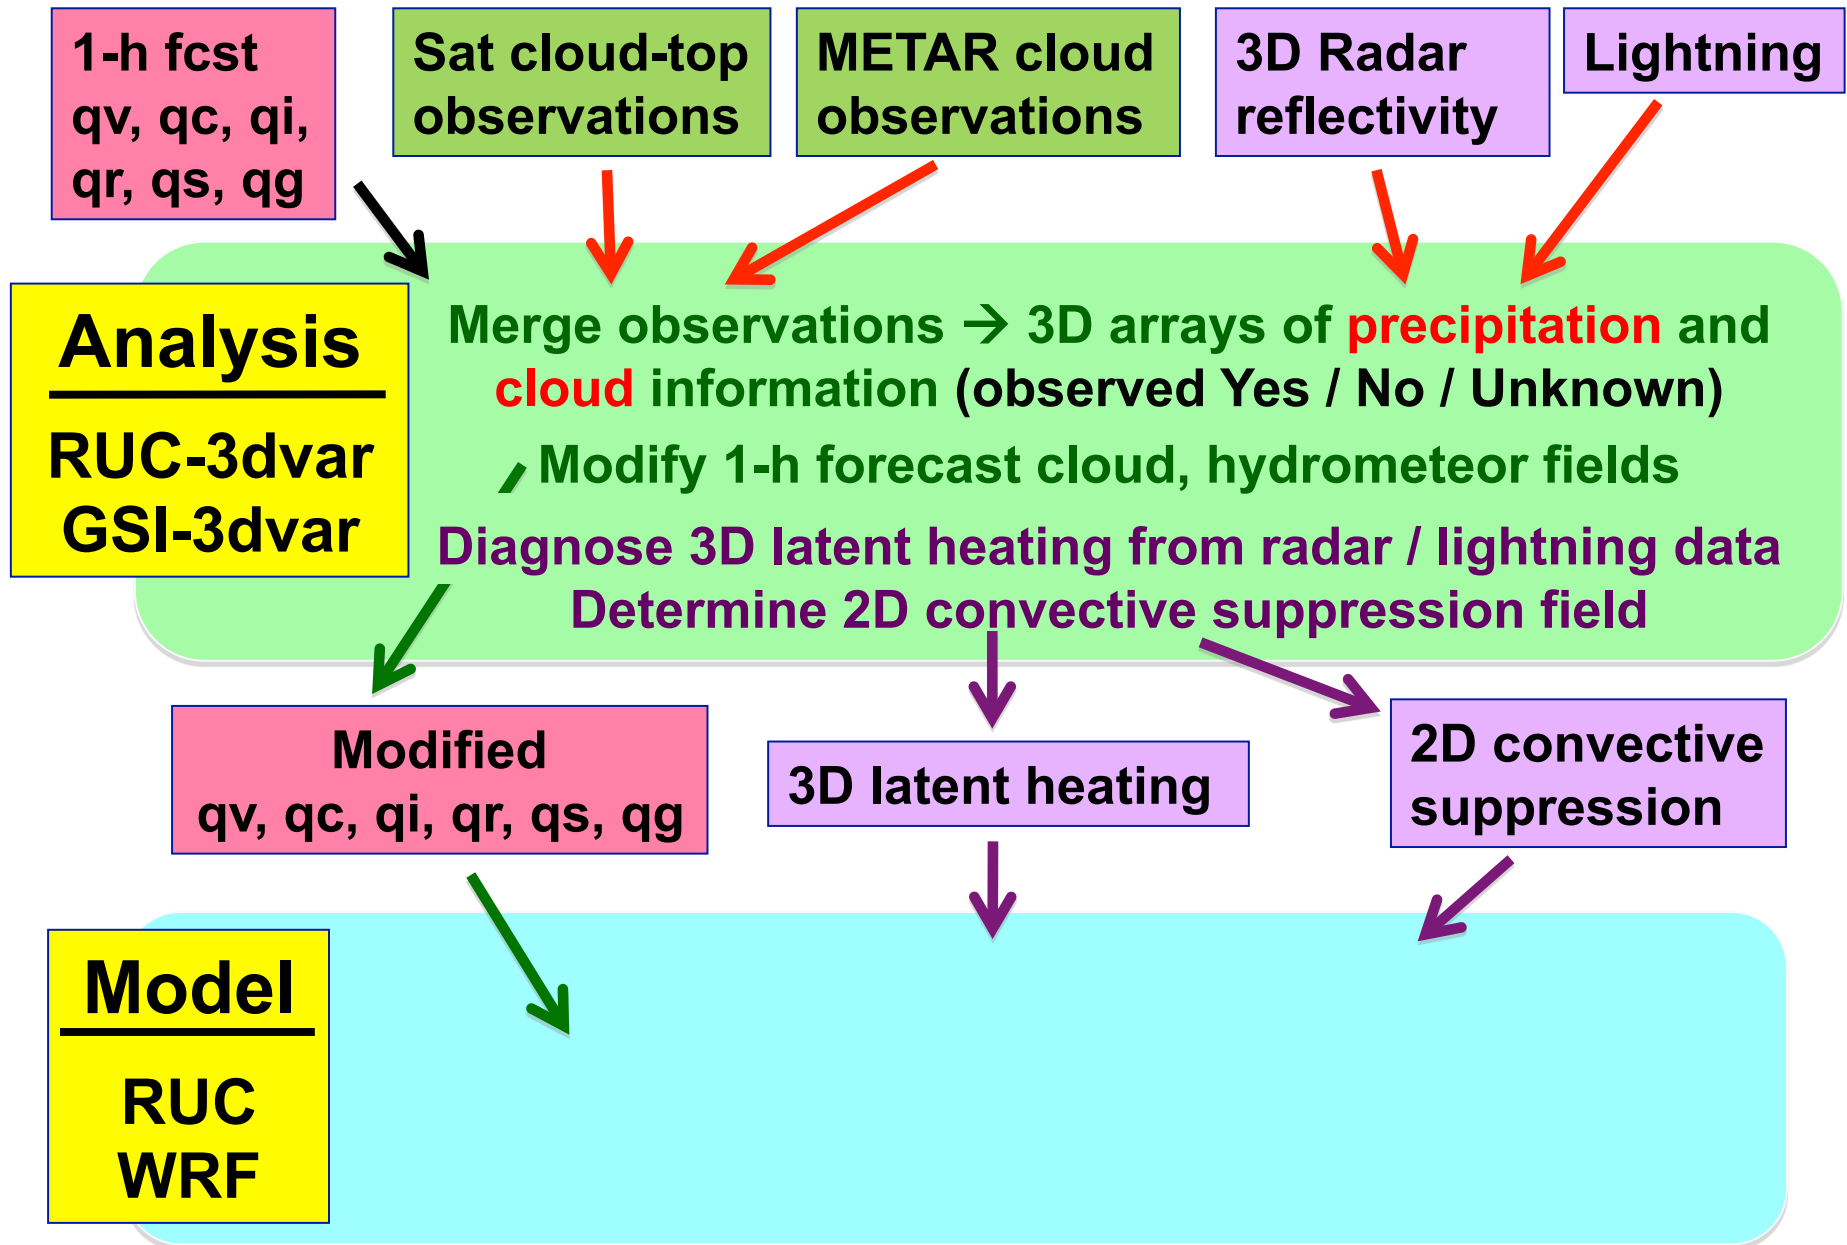 1-h fcst
qv, qc, qi,
qr, qs, qg
Sat cloud-top
observations
METAR cloud
observations
3D Radar
reflectivity
Lightning
Analysis
RUC-3dvar
GSI-3dvar
Merge observations → 3D arrays of precipitation and
cloud information (observed Yes / No / Unknown)
Modify 1-h forecast cloud, hydrometeor fields
Diagnose 3D latent heating from radar / lightning data
Determine 2D convective suppression field
Modified
qv, qc, qi, qr, qs, qg
3D latent heating
2D convective
suppression
Model
RUC
WRF